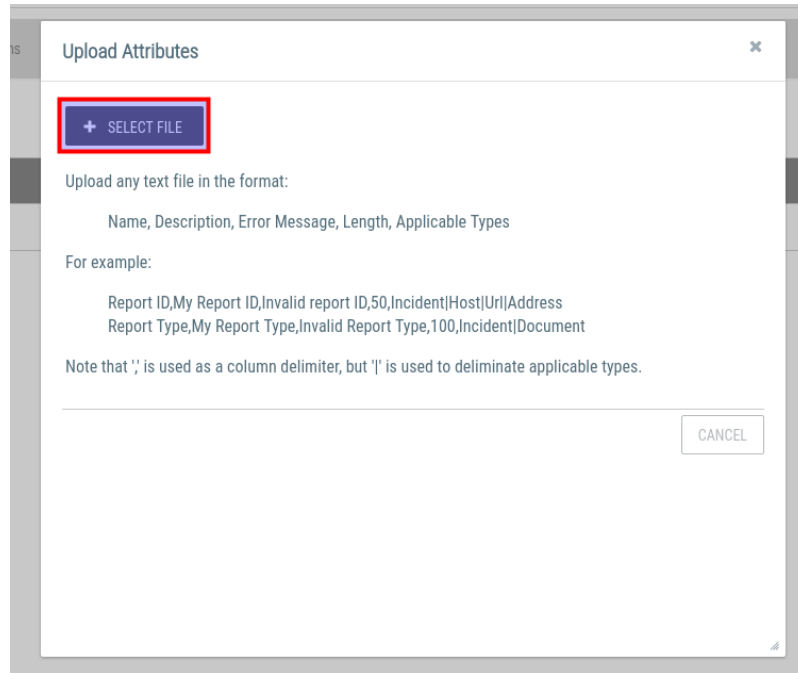 ns
Upload Attributes
SELECT FILE
Upload any text file in the format:
Name, Description, Error Message, Length, Applicable Types
For example:
Report ID,My Report ID,Invalid report ID,50,Incident|Host|Url|Address
Report Type,My Report Type,Invalid Report Type,100,Incident|Document
Note that ',' is used as a column delimiter, but '|' is used to deliminate applicable types.
CANCEL